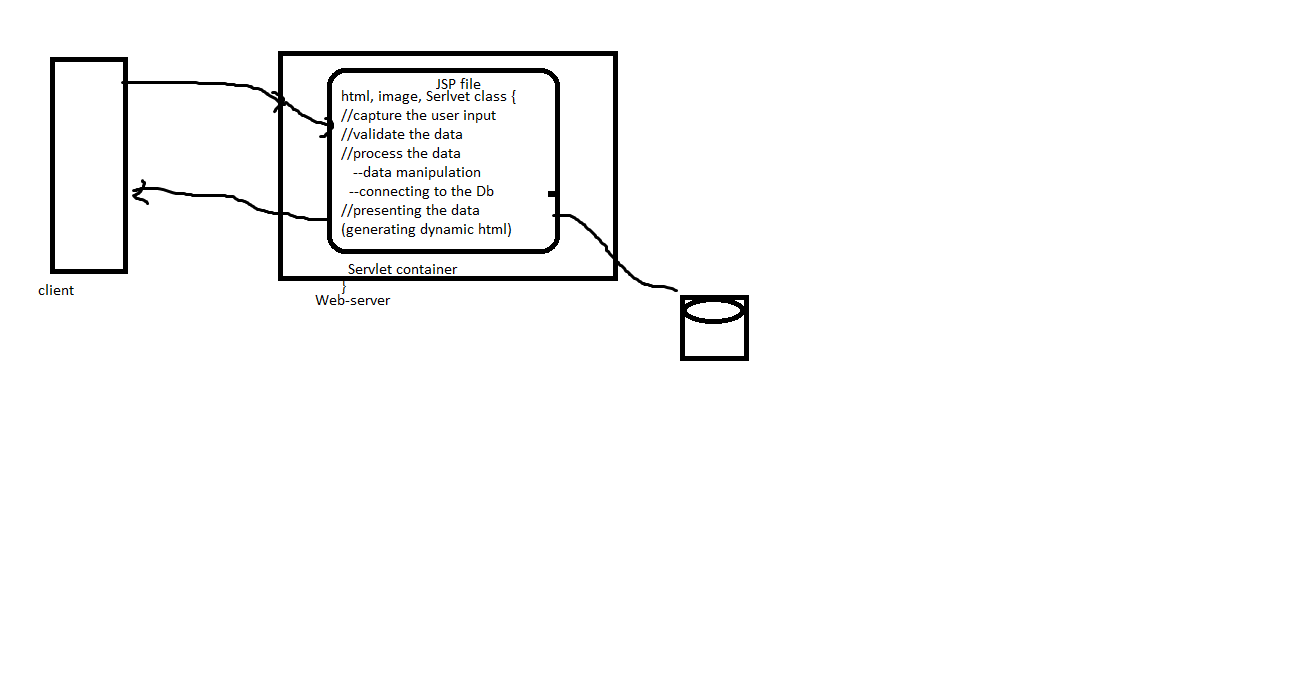 JSP file
html, image, Serlvet class {
//capture the user input
//validate the data
//process the data
--data manipulation
--connecting to the Db
//presenting the data
(generating dynamic html)
Servlet container
}
Web-server
client